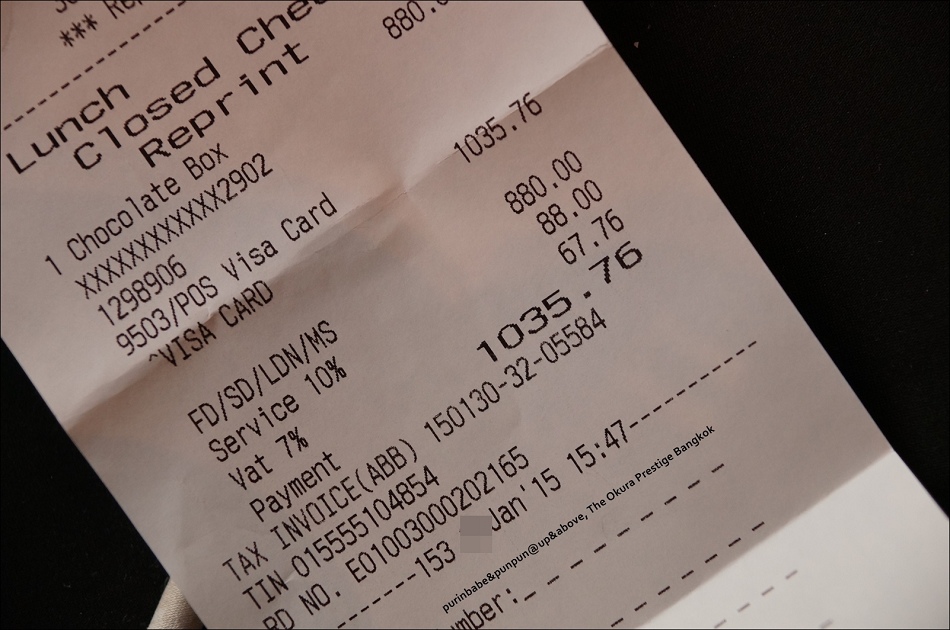 ***
880.
Lunch
Closed
Reprint
1 Chocolate Box
XXXXXXXXXXXX2902
1298906
9503/POS Visa Card 1035.76
^VISA CARD
FD/SD/LDN/MS 880.00
Service 10% 88.00
Vat 7% 67.76
Payment 1035.76
TAX INVOICE(ABB) 150130-32-05584
TIN 015555104854
RD NO. E01003000202165
------153 Jan'15 15:47--------------
purinbabe&punpun@up&above, The Okura Prestige Bangkok
mber:_ _ _ _ _ _ _